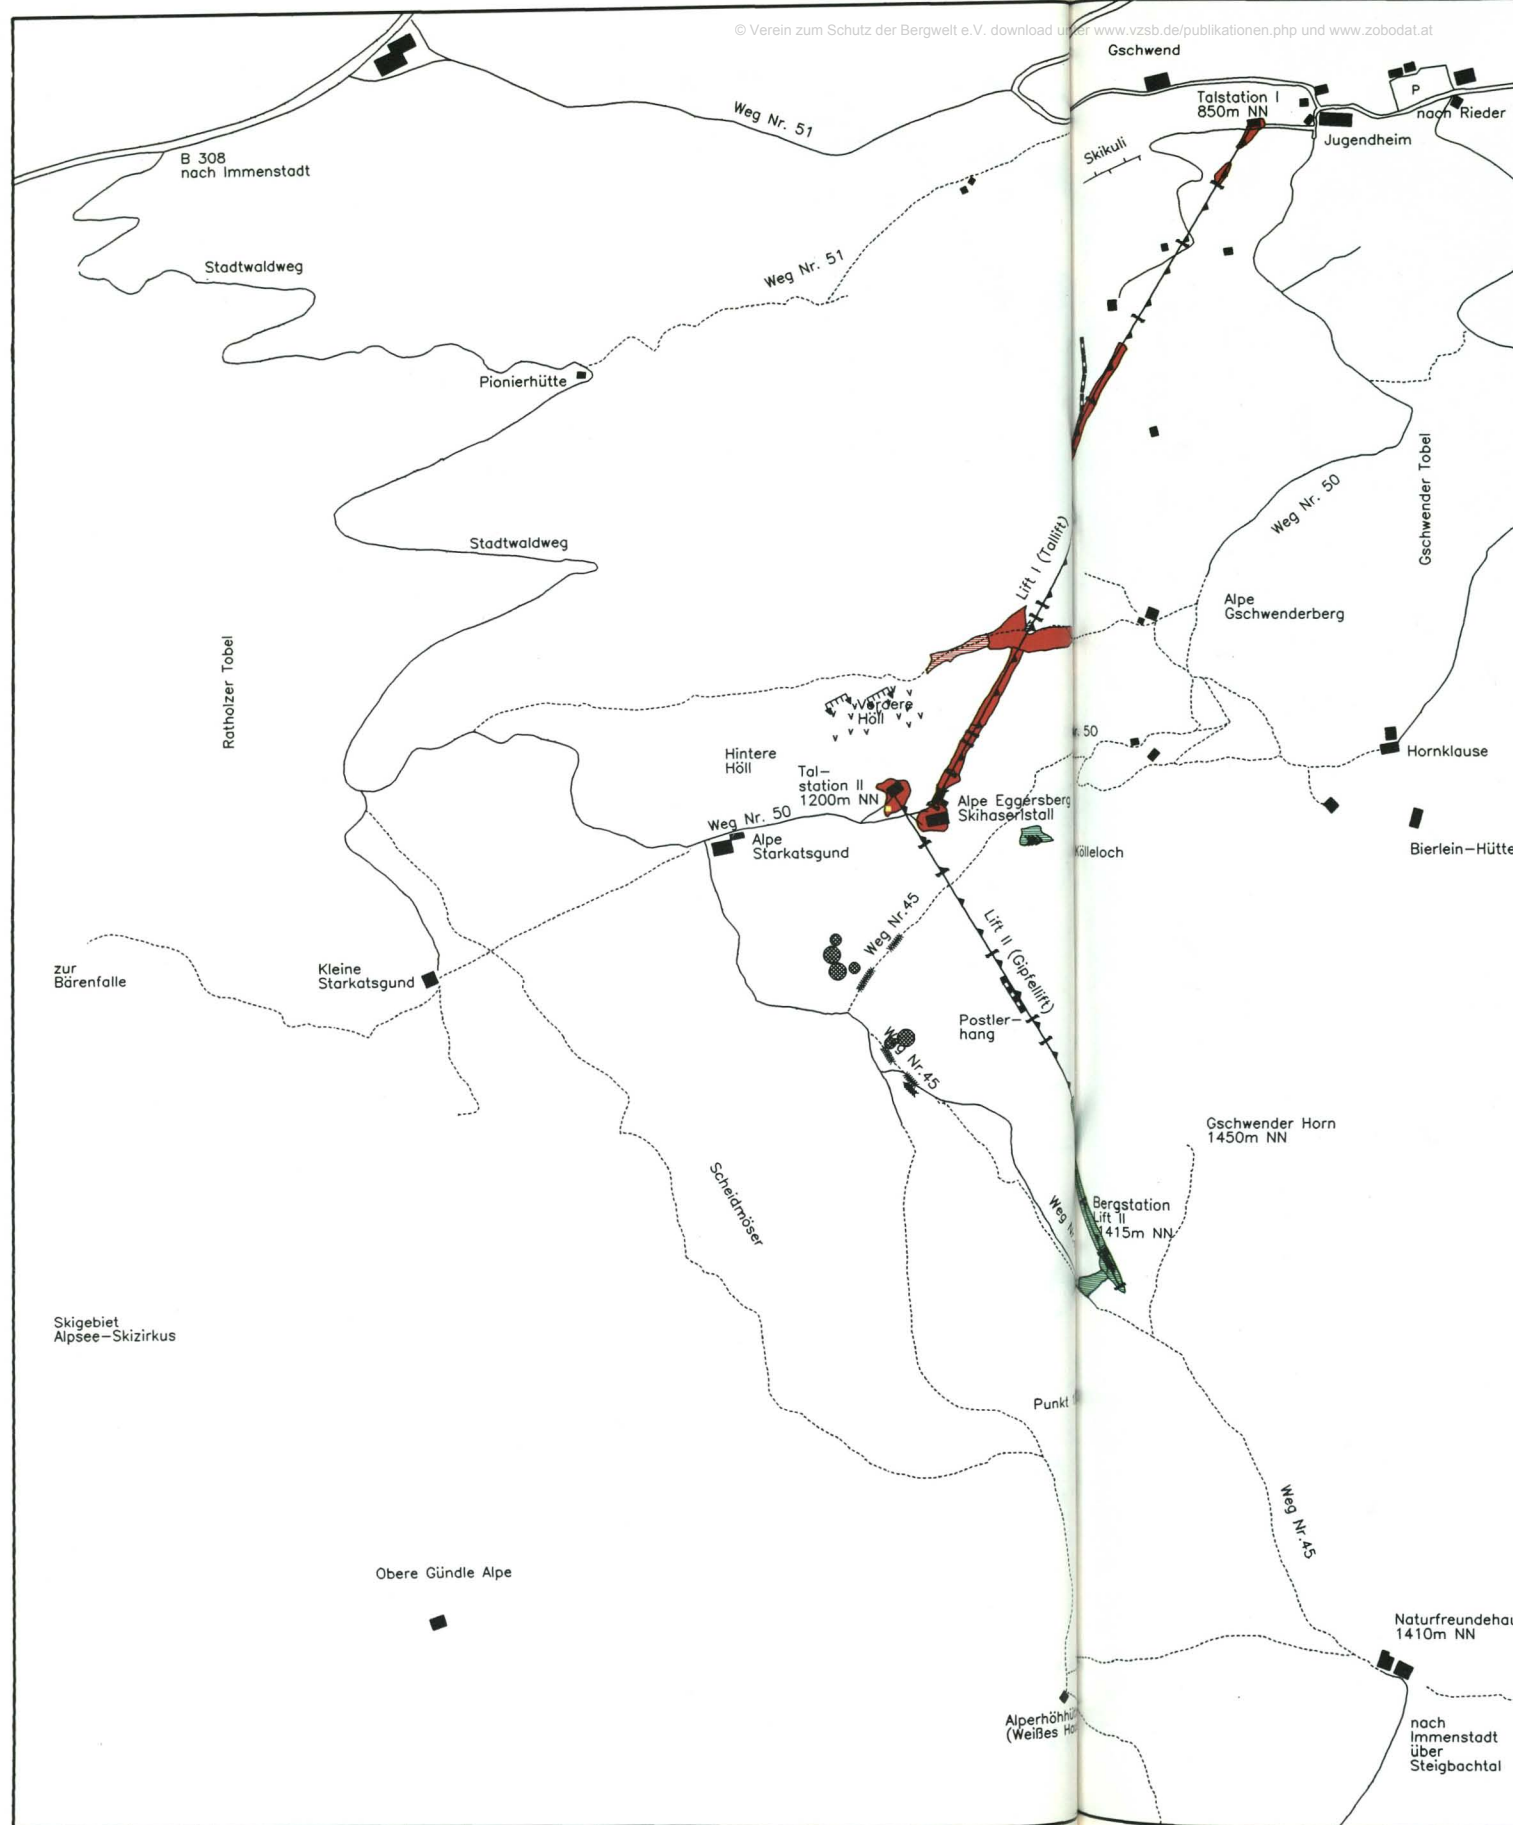 © Verein zum Schutz der Bergwelt e.V. download unter www.vzsb.de/publikationen.php und www.zobodat.at
Gschwend
Talstation I
850m NN
P
nach Rieder
Jugendheim
Skikuli
Weg Nr. 51
B 308
nach Immenstadt
Stadtwaldweg
Weg Nr. 51
Pionierhütte
Gschwender Tobel
Weg Nr. 50
Stadtwaldweg
Lift I (Tallift)
Alpe
Gschwenderberg
Ratholzer Tobel
Vordere
Höll
Hintere
Höll
50
Hornklause
Tal-
station II
1200m NN
Alpe Eggersberg
Skihaserlstall
Weg Nr. 50
Alpe
Starkatsgund
Kölleloch
Bierlein-Hütte
Weg Nr.45
Lift II (Gipfellift)
zur
Bärenfalle
Kleine
Starkatsgund
Postler-
hang
Weg Nr.45
Gschwender Horn
1450m NN
Scheidmöser
Weg
Bergstation
Lift II
1415m NN
Skigebiet
Alpsee-Skizirkus
Punkt
Weg Nr.45
Obere Gündle Alpe
Naturfreundehau
1410m NN
Alperhöhhü
(Weißes
nach
Immenstadt
über
Steigbachtal